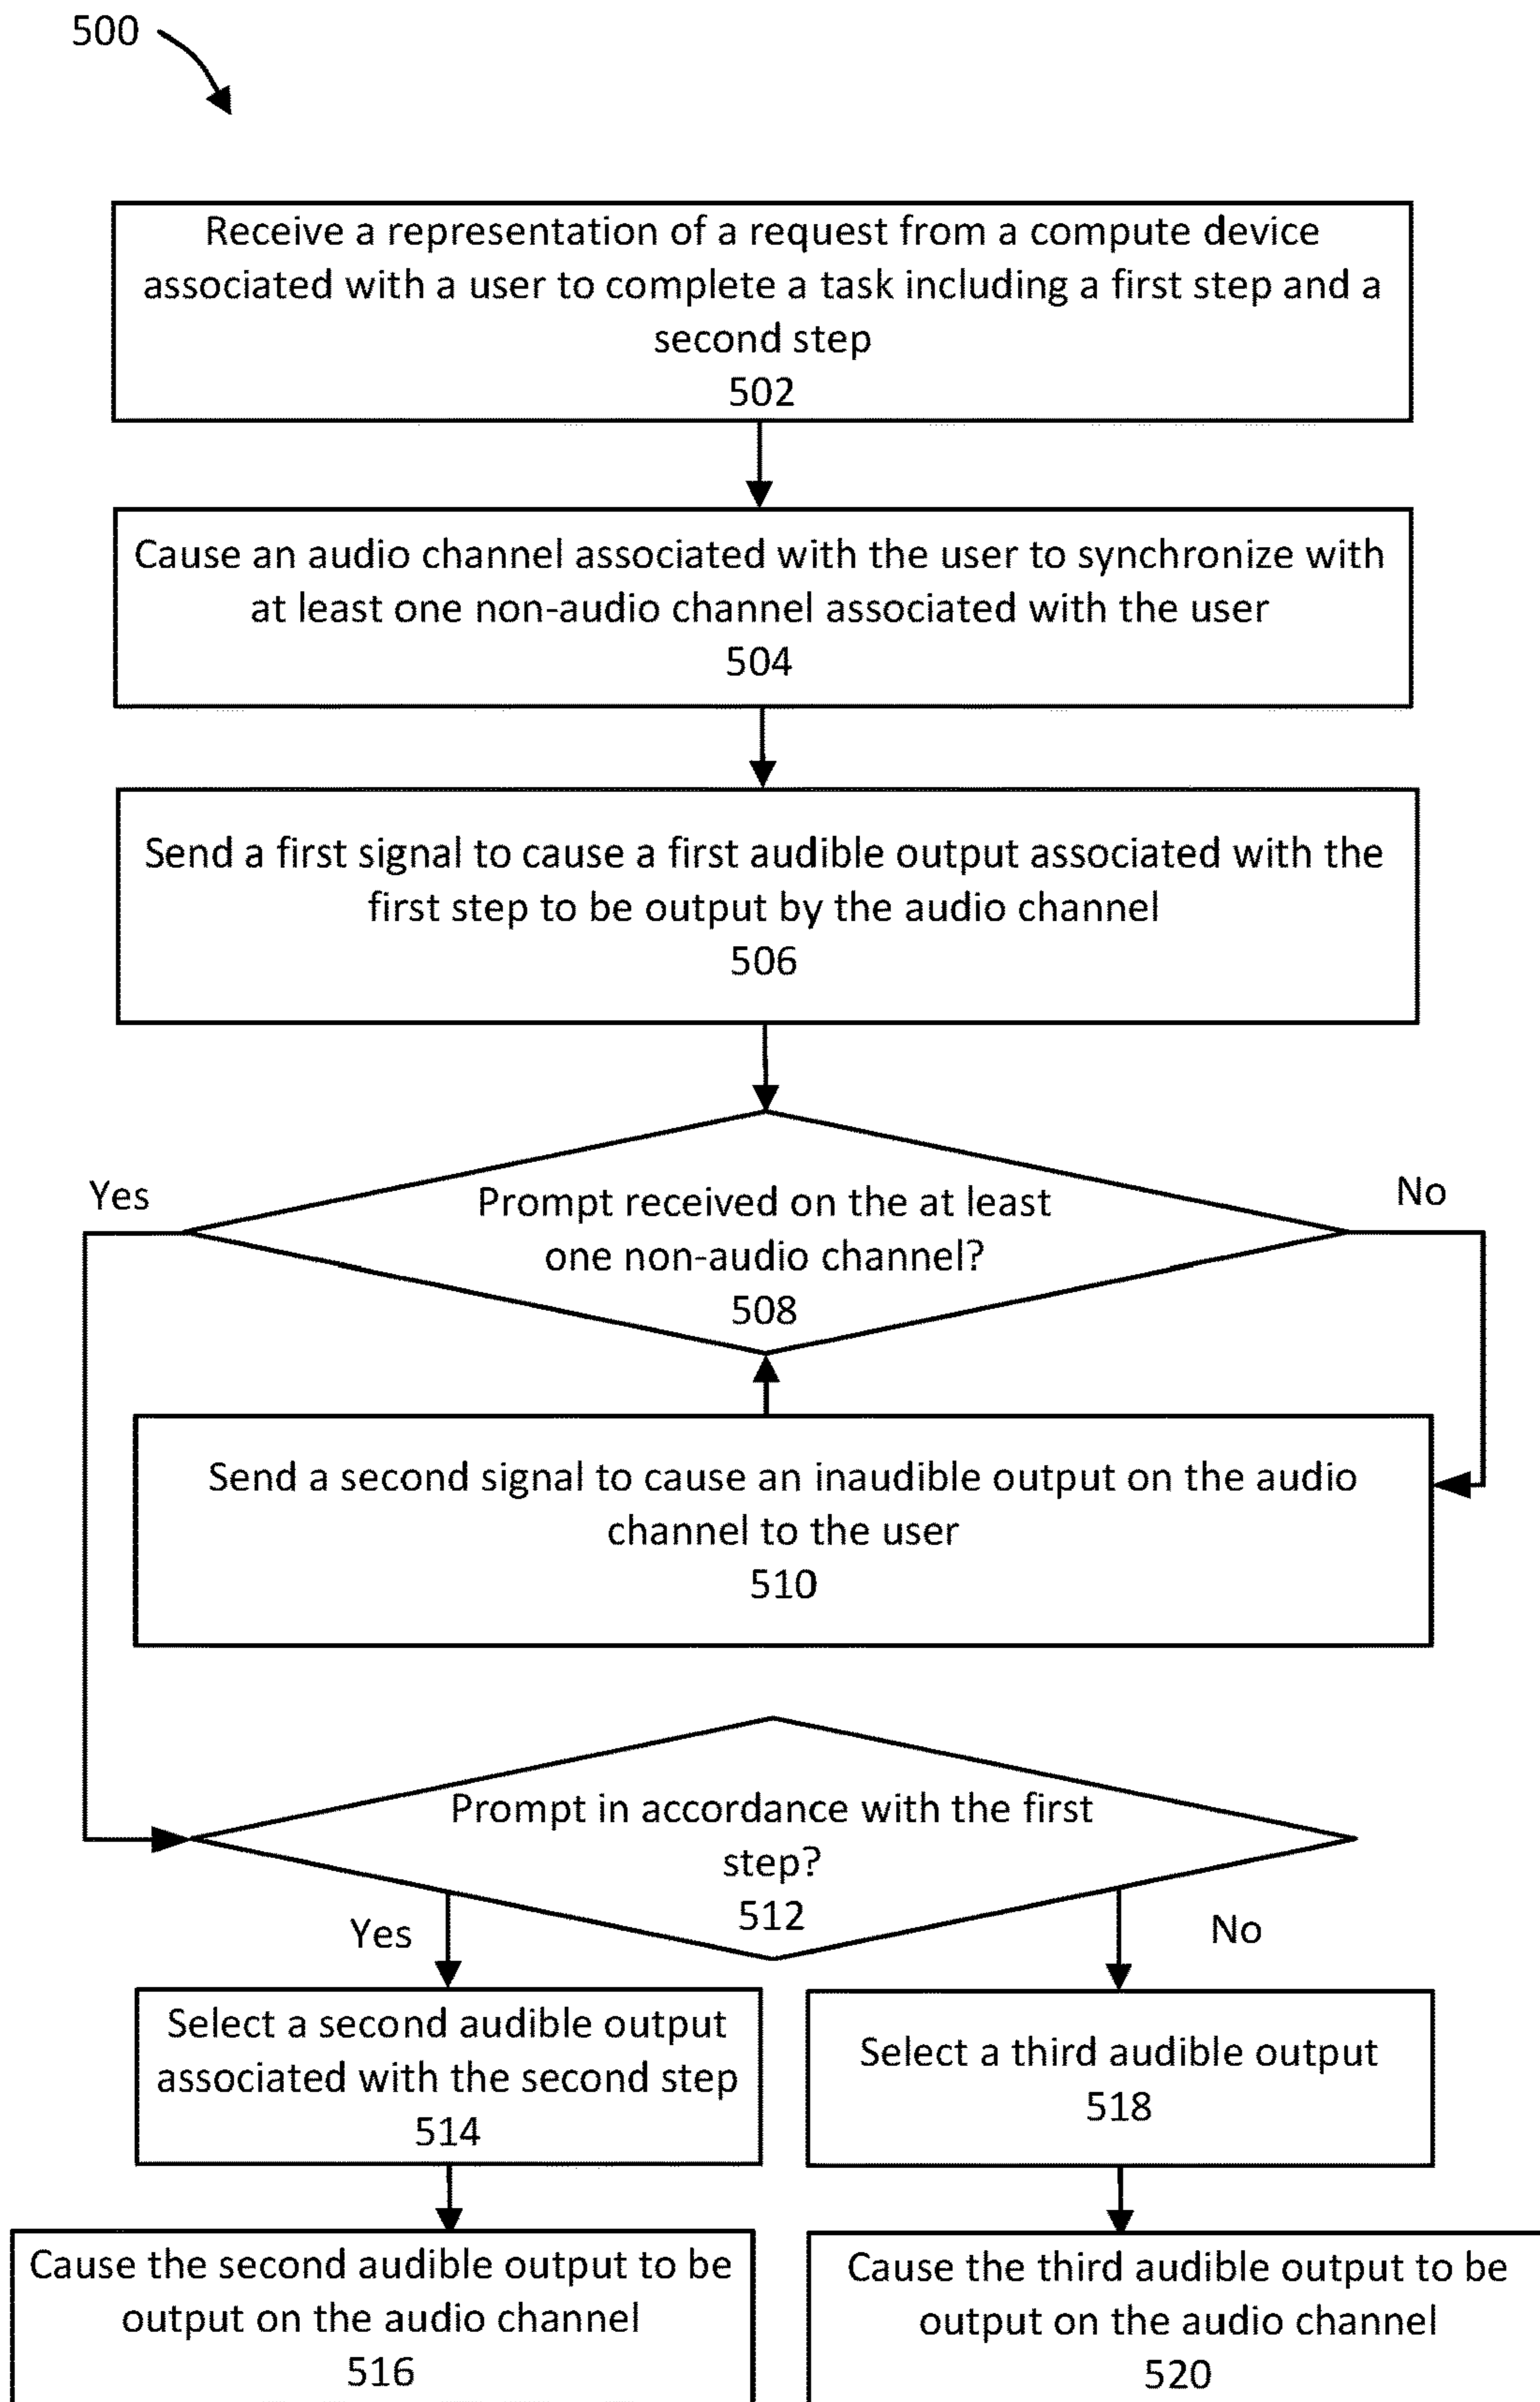 500
Receive a representation of a request from a compute device
associated with a user to complete a task including a first step and a
second step
502
Cause an audio channel associated with the user to synchronize with
at least one non-audio channel associated with the user
504
Send a first signal to cause a first audible output associated with the
first step to be output by the audio channel
506
Yes
No
Prompt received on the at least
one non-audio channel?
508
Send a second signal to cause an inaudible output on the audio
channel to the user
510
Prompt in accordance with the first
step?
512
Yes
No
Select a second audible output
associated with the second step
514
Select a third audible output
518
Cause the second audible output to be
output on the audio channel
516
Cause the third audible output to be
output on the audio channel
520